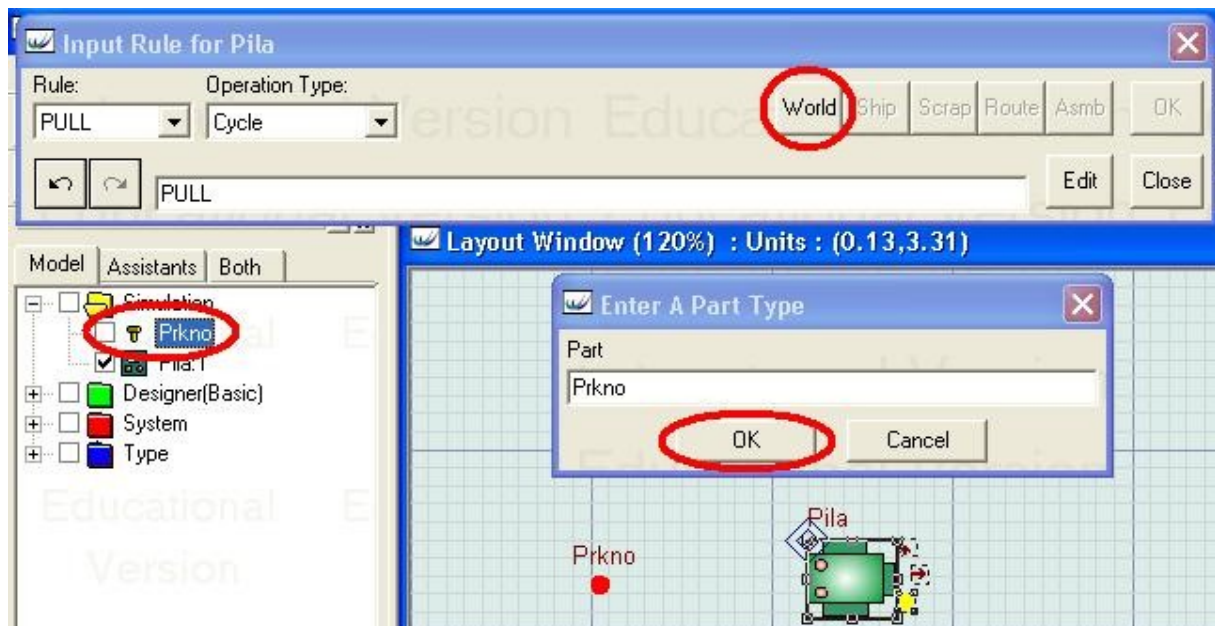 Input Rule for Pila
Rule: Operation Type:
PULL Cycle World Ship Scrap Route Asmb OK
PULL Edit Close
Layout Window (120%) : Units : (0.13,3.31)
Model Assistants Both
Simulation
Prkno
Pila:1
Designer(Basic)
System
Type
Enter A Part Type
Part
Prkno
OK Cancel
Pila
Prkno
Educational
Version